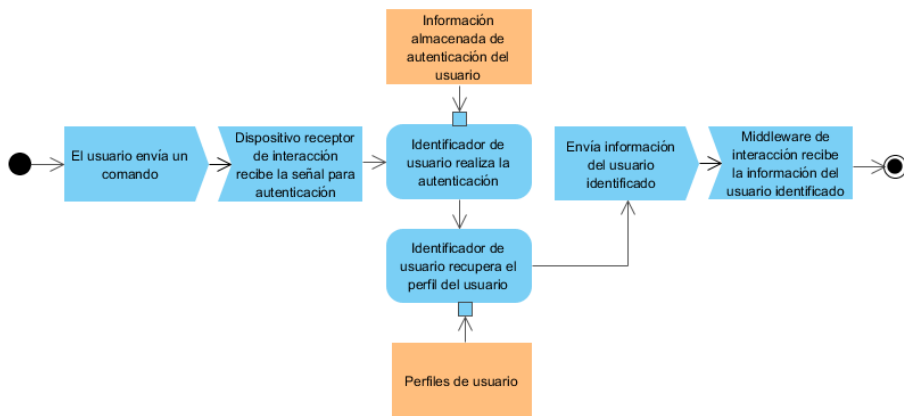 Información
almacenada de
autenticación del
usuario
El usuario envía un
comando
Dispositivo receptor
de interacción
recibe la señal para
autenticación
Identificador de
usuario realiza la
autenticación
Envía información
del usuario
identificado
Middleware de
interacción recibe
la información del
usuario identificado
Identificador de
usuario recupera el
perfil del usuario
Perfiles de usuario